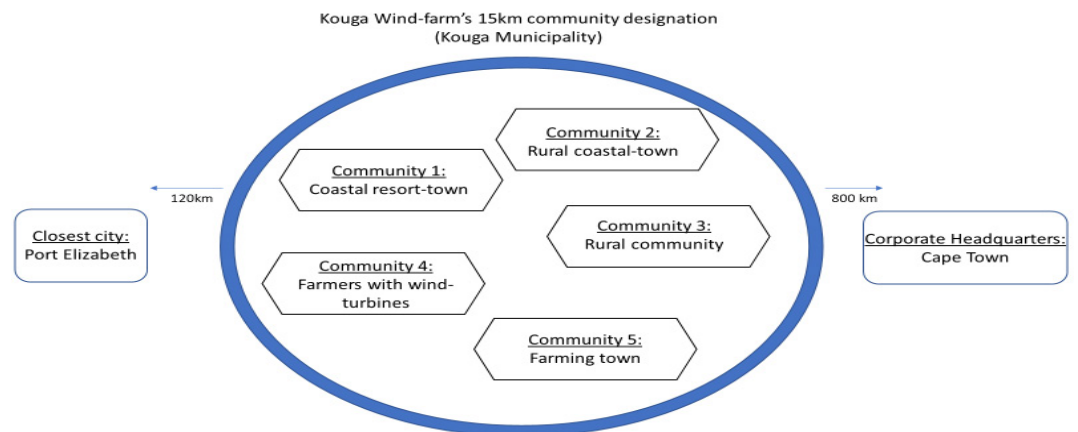 Kouga Wind-farm's 15km community designation
(Kouga Municipality)
Community 2:
Rural coastal-town
Community 1:
Coastal resort-town
120km
800 km
Closest city:
Port Elizabeth
Community 3:
Rural community
Corporate Headquarters:
Cape Town
Community 4:
Farmers with wind-
turbines
Community 5:
Farming town